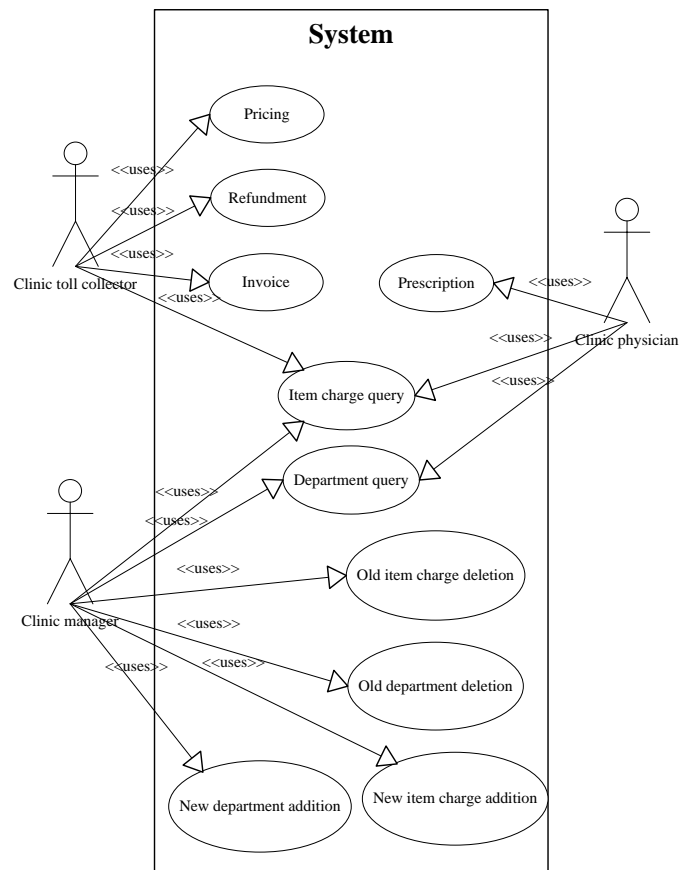 System
Pricing
<<uses>>
Refundment
<<uses>>
<<uses>>
Clinic toll collector
Invoice
Prescription
<<uses>>
<<uses>>
<<uses>>
Clinic physician
<<uses>>
Item charge query
Department query
<<uses>>
<<uses>>
<<uses>>
Old item charge deletion
Clinic manager
<<uses>>
<<uses>>
<<uses>>
Old department deletion
New department addition
New item charge addition